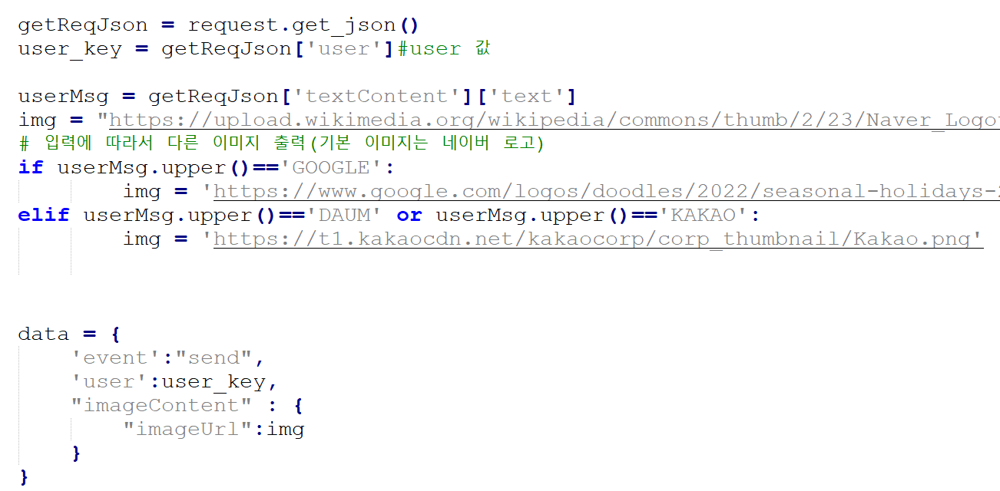 getReqJson = request.get_json()
user_key = getReqJson['user']#user 값
userMsg = getReqJson['textContent']['text']
img = "https://upload.wikimedia.org/wikipedia/commons/thumb/2/23/Naver_Logo
# 입력에 따라서 다른 이미지 출력(기본 이미지는 네이버 로고)
if userMsg.upper()=='GOOGLE':
img = 'https://www.google.com/logos/doodles/2022/seasonal-holidays-
elif userMsg.upper()=='DAUM' or userMsg.upper()=='KAKAO':
img = 'https://t1.kakaocdn.net/kakaocorp/corp_thumbnail/Kakao.png'
data = {
'event':"send",
'user':user_key,
"imageContent" : {
"imageUrl":img
}
}